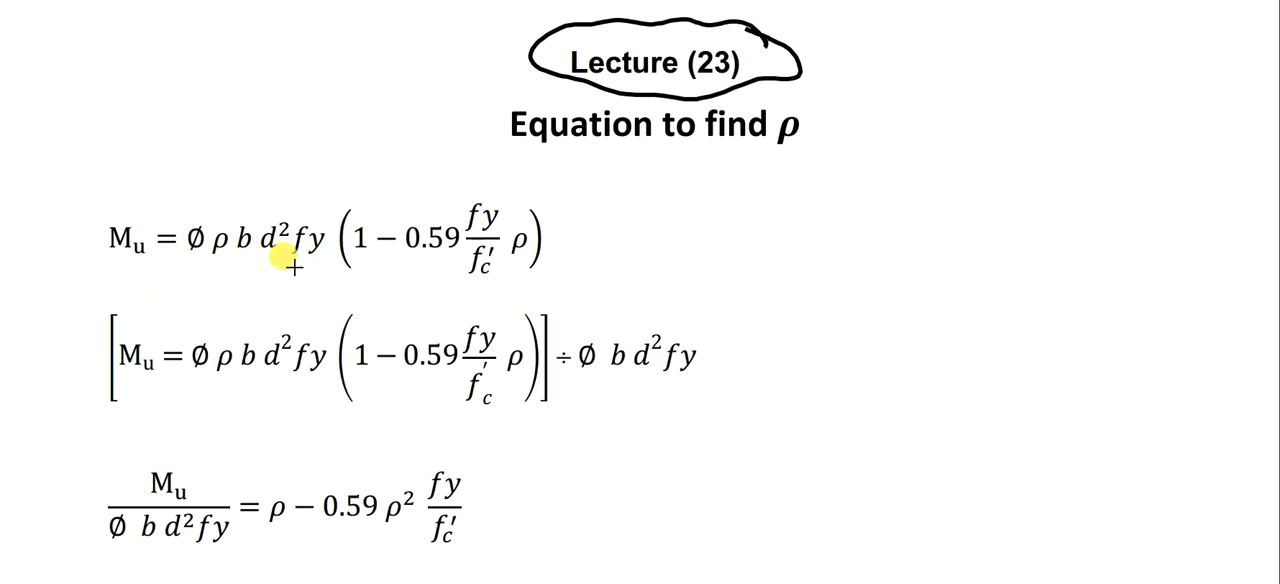 Lecture (23)
Equation to find ρ
Mᵤ = ∅ ρ b d² fy (1 − 0.59 fy/f′c ρ)
[Mᵤ = ∅ ρ b d² fy (1 − 0.59 fy/f′c ρ)] ÷ ∅ b d² fy
Mᵤ/∅ b d² fy = ρ − 0.59 ρ² fy/f′c